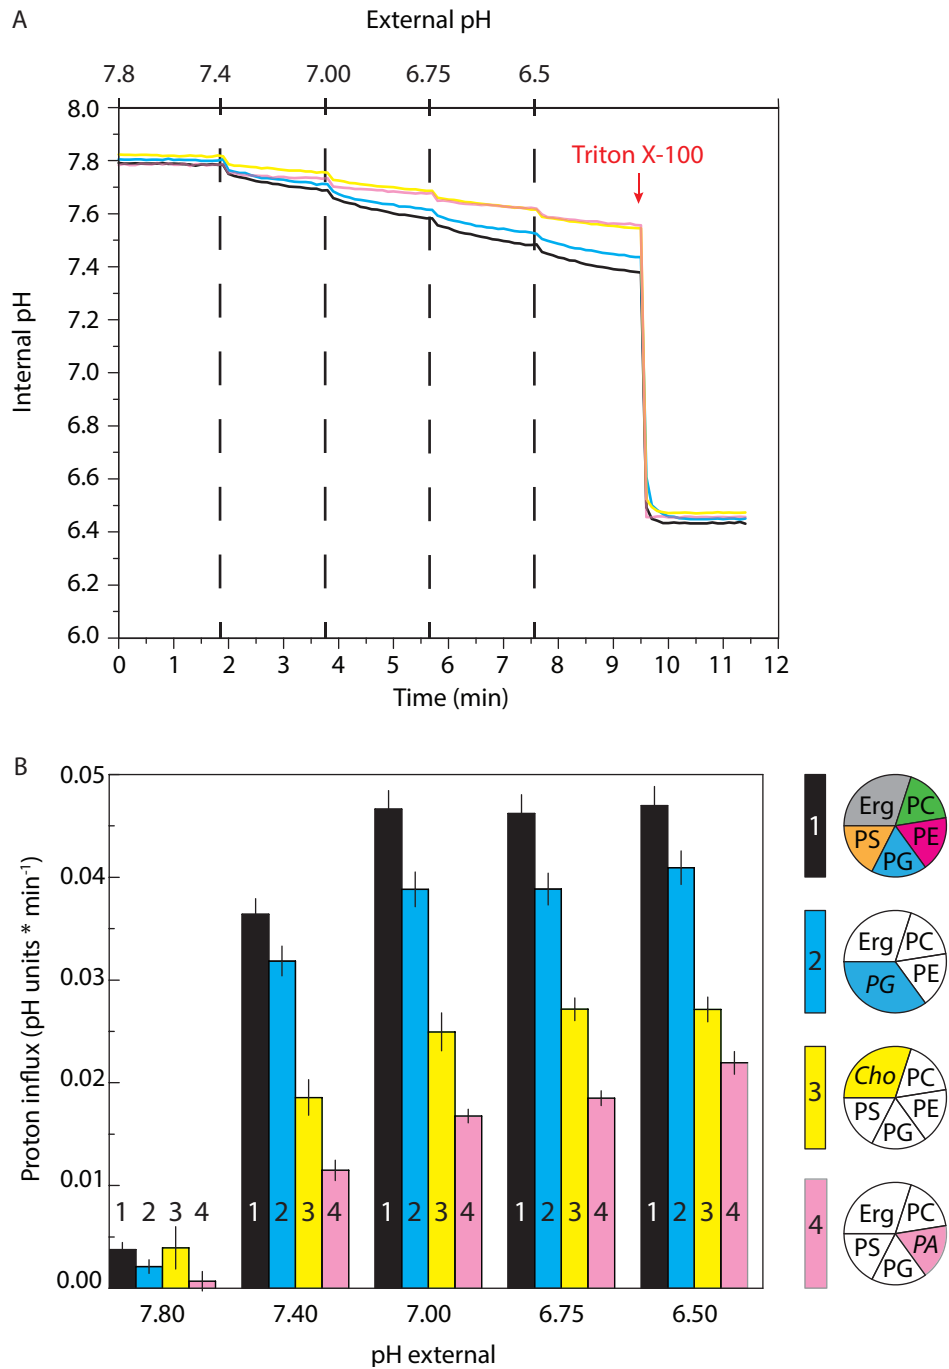 A
External pH
7.8 7.4 7.00 6.75 6.5
8.0
7.8
7.6
7.4
7.2
7.0
6.8
6.6
6.4
6.2
6.0
Internal pH
Triton X-100
0 1 2 3 4 5 6 7 8 9 10 11 12
Time (min)
B
0.05
0.04
0.03
0.02
0.01
0.00
Proton influx (pH units * min⁻¹)
1 2 3 4
1 2 3 4
1 2 3 4
1 2 3 4
1 2 3 4
7.80 7.40 7.00 6.75 6.50
pH external
1
Erg PC
PS PE
PG
2
Erg PC
PG PE
3
Cho PC
PS PE
PG
4
Erg PC
PS PA
PG